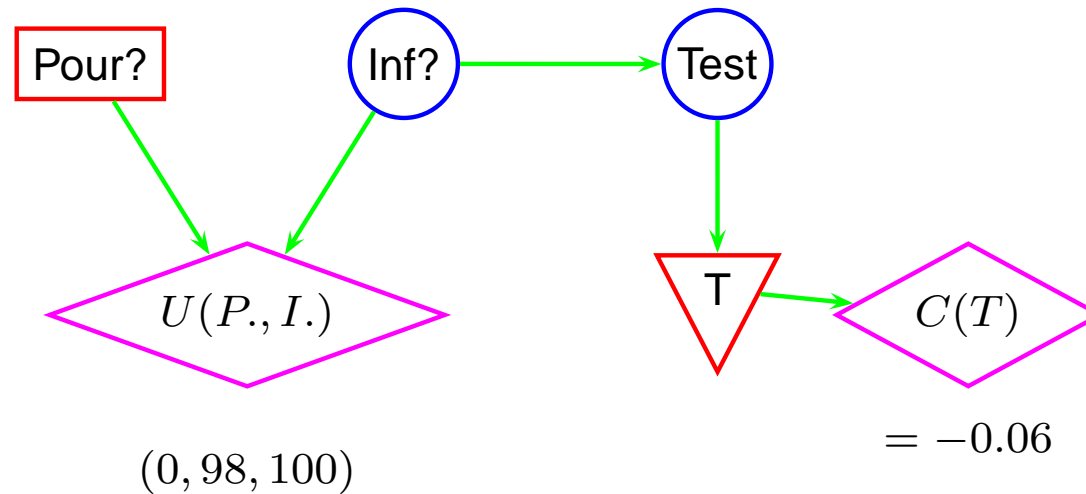 Pour? Inf? Test
T
U(P., I.) C(T)
= −0.06
(0, 98, 100)